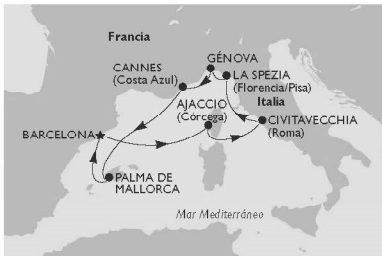 Francia
GÉNOVA
CANNES
(Costa Azul)
LA SPEZIA
(Florencia/Pisa)
AJACCIO
(Córcega)
Italia
CIVITAVECCHIA
(Roma)
BARCELONA
PALMA DE
MALLORCA
Mar Mediterráneo